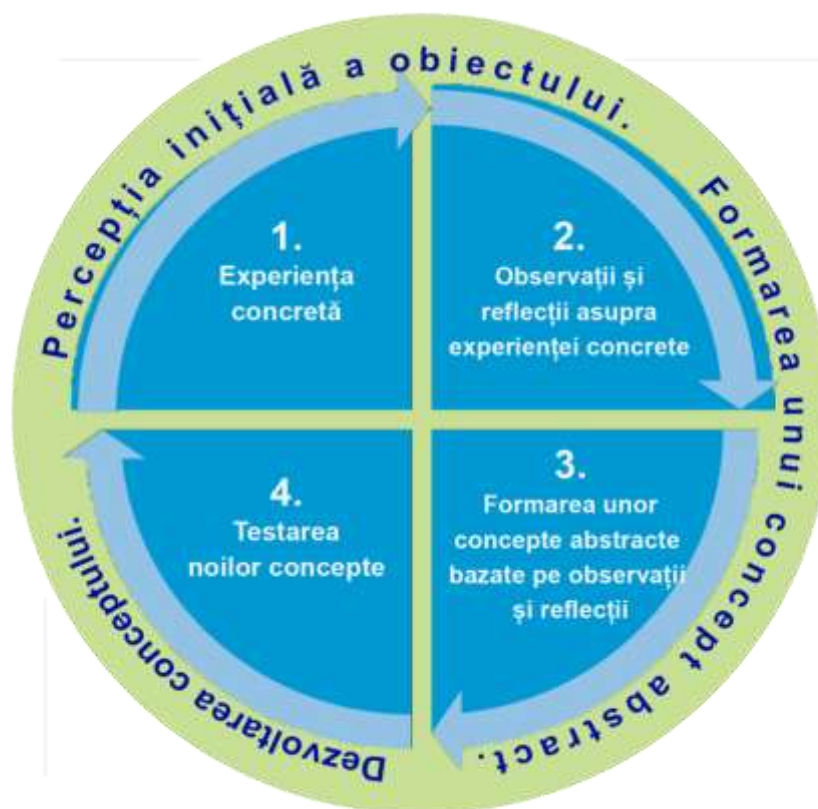 Percepția inițială a obiectului.
Formarea unui concept abstract.
Dezvoltarea conceptului.
1.
Experiența
concretă
2.
Observații și
reflecții asupra
experienței concrete
3.
Formarea unor
concepte abstracte
bazate pe observații
și reflecții
4.
Testarea
noilor concepte